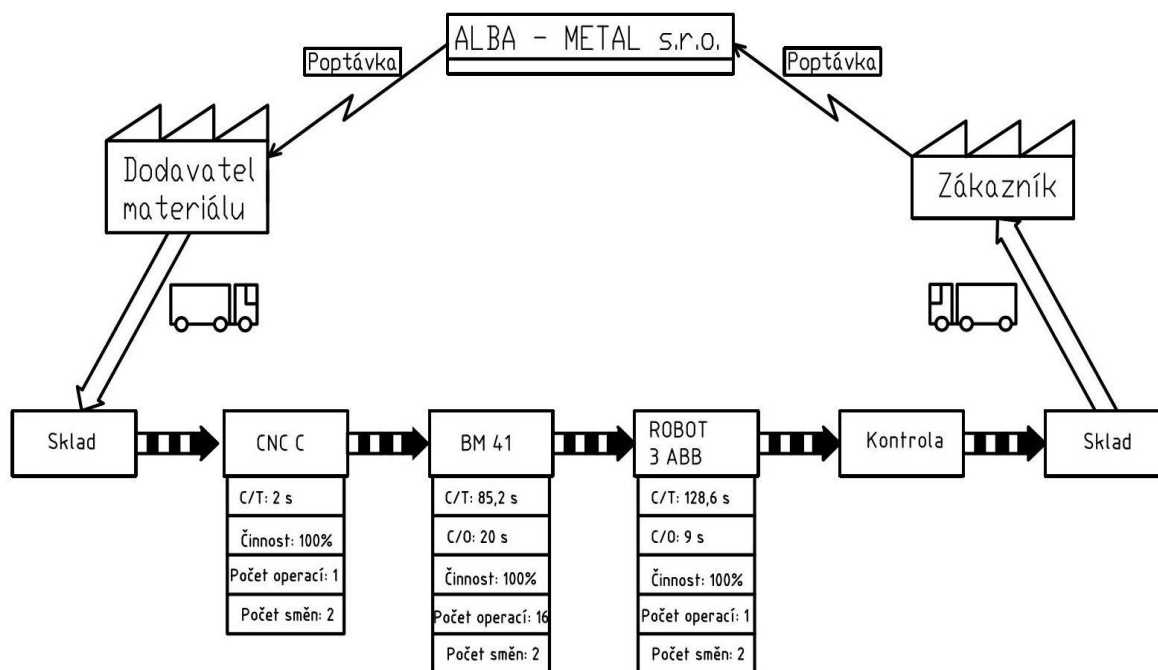 ALBA - METAL s.r.o.
Poptávka
Poptávka
Dodavatel
materiálu
Zákazník
Sklad
CNC C
BM 41
ROBOT
3 ABB
Kontrola
Sklad
C/T: 2 s
Činnost: 100%
Počet operací: 1
Počet směn: 2
C/T: 85,2 s
C/O: 20 s
Činnost: 100%
Počet operací: 16
Počet směn: 2
C/T: 128,6 s
C/O: 9 s
Činnost: 100%
Počet operací: 1
Počet směn: 2